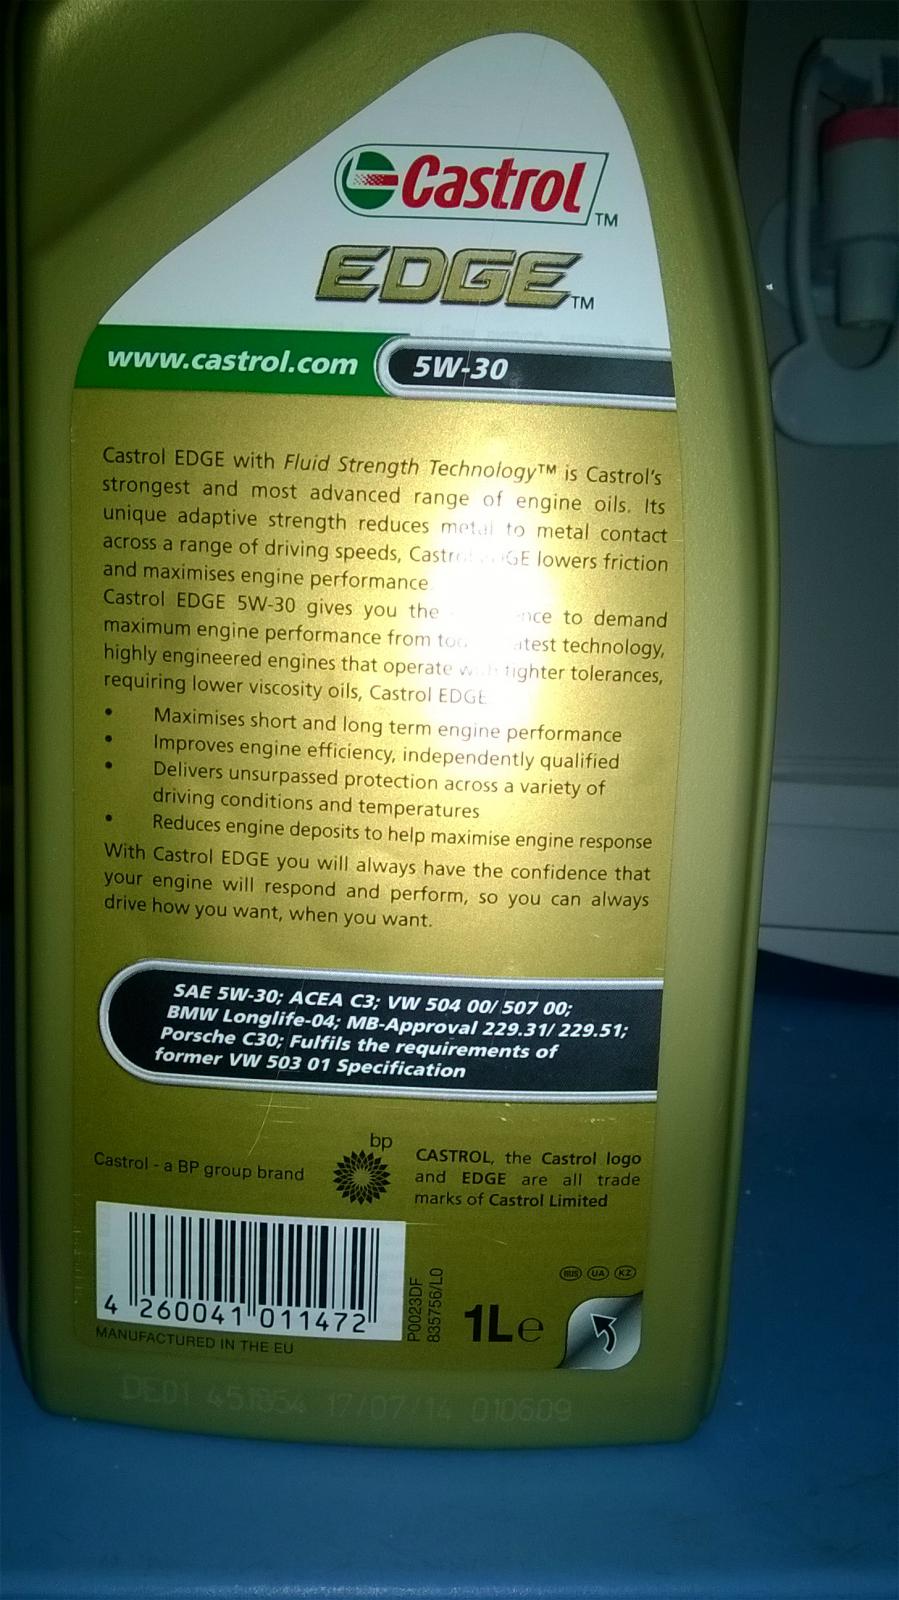 Castrol
TM
EDGE
TM
www.castrol.com
5W-30
Castrol EDGE with Fluid Strength Technology™ is Castrol's
strongest and most advanced range of engine oils. Its
unique adaptive strength reduces metal to metal contact
across a range of driving speeds, Castrol EDGE lowers friction
and maximises engine performance
Castrol EDGE 5W-30 gives you the to demand
maximum engine performance from latest technology,
highly engineered engines that operate with tighter tolerances,
requiring lower viscosity oils, Castrol EDGE
• Maximises short and long term engine performance
• Improves engine efficiency, independently qualified
• Delivers unsurpassed protection across a variety of
driving conditions and temperatures
• Reduces engine deposits to help maximise engine response
With Castrol EDGE you will always have the confidence that
your engine will respond and perform, so you can always
drive how you want, when you want.
SAE 5W-30; ACEA C3; VW 504 00/ 507 00;
BMW Longlife-04; MB-Approval 229.31/ 229.51;
Porsche C30; Fulfils the requirements of
former VW 503 01 Specification
Castrol - a BP group brand
bp
CASTROL, the Castrol logo
and EDGE are all trade
marks of Castrol Limited
4 260041 011472
MANUFACTURED IN THE EU
P0023DF
835756/L0
1L e
RUS UA KZ
DE01 451854 17/07/14 010609